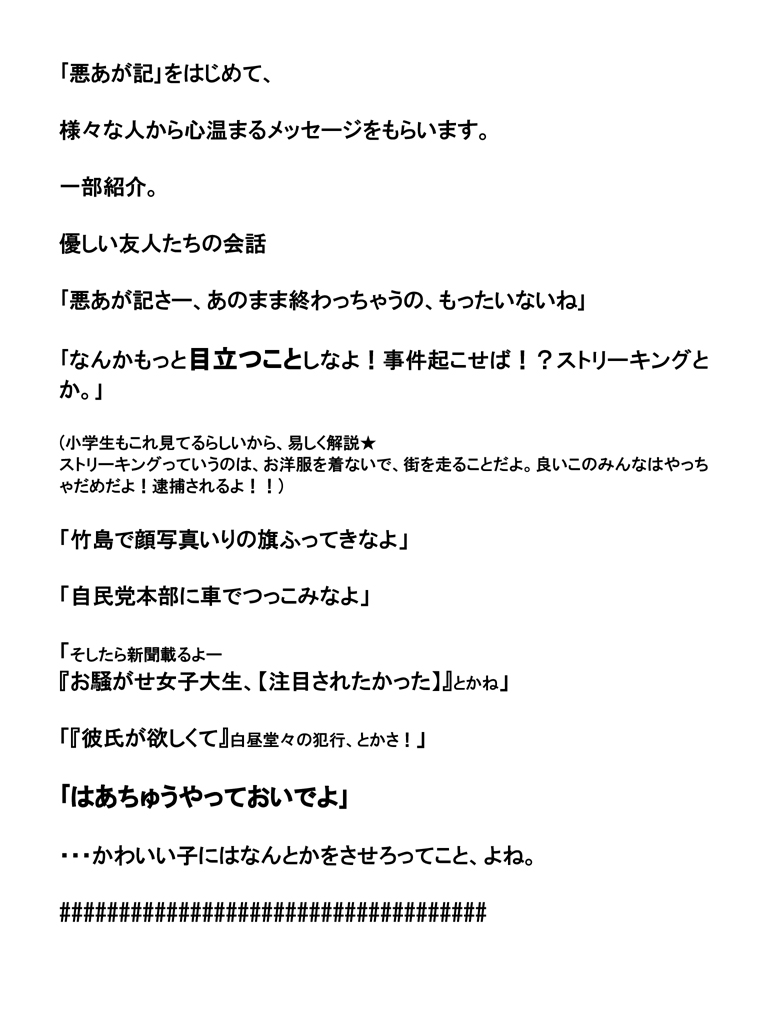 「悪あが記」をはじめて、
様々な人から心温まるメッセージをもらいます。
一部紹介。
優しい友人たちの会話
「悪あが記さー、あのまま終わっちゃうの、もったいないね」
「なんかもっと目立つことしなよ！事件起こせば！？ストリーキングと
か。」
(小学生もこれ見てるらしいから、易しく解説★
ストリーキングっていうのは、お洋服を着ないで、街を走ることだよ。良いこのみんなはやっち
ゃだめだよ！逮捕されるよ！！)
「竹島で顔写真いりの旗ふってきなよ」
「自民党本部に車でつっこみなよ」
「そしたら新聞載るよー
『お騒がせ女子大生、【注目されたかった】』とかね」
「『彼氏が欲しくて』白昼堂々の犯行、とかさ！」
「はあちゅうやっておいでよ」
・・・かわいい子にはなんとかをさせろってこと、よね。
####################################